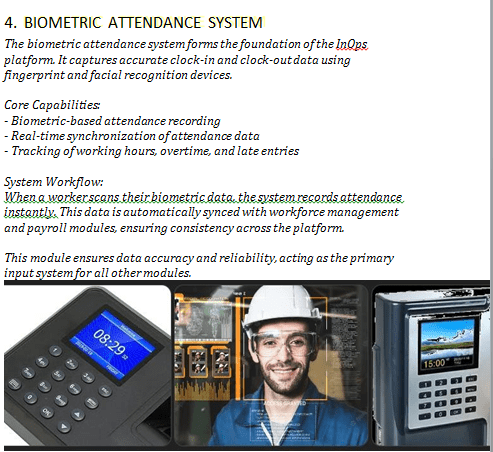 4. BIOMETRIC ATTENDANCE SYSTEM
The biometric attendance system forms the foundation of the InOps
platform. It captures accurate clock-in and clock-out data using
fingerprint and facial recognition devices.
Core Capabilities:
- Biometric-based attendance recording
- Real-time synchronization of attendance data
- Tracking of working hours, overtime, and late entries
System Workflow:
When a worker scans their biometric data, the system records attendance
instantly. This data is automatically synced with workforce management
and payroll modules, ensuring consistency across the platform.
This module ensures data accuracy and reliability, acting as the primary
input system for all other modules.
08:29
ACCESS GRANTED
15:00